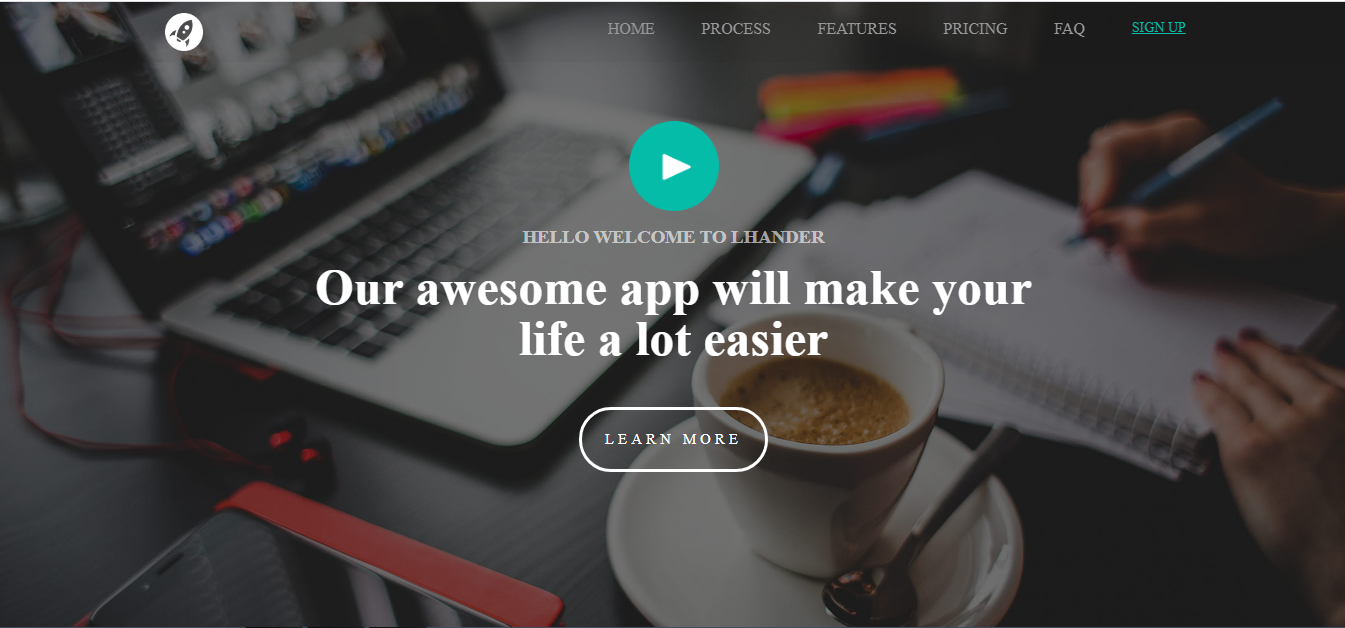 HOME PROCESS FEATURES PRICING FAQ SIGN UP
HELLO WELCOME TO LHANDER
Our awesome app will make your
life a lot easier
LEARN MORE